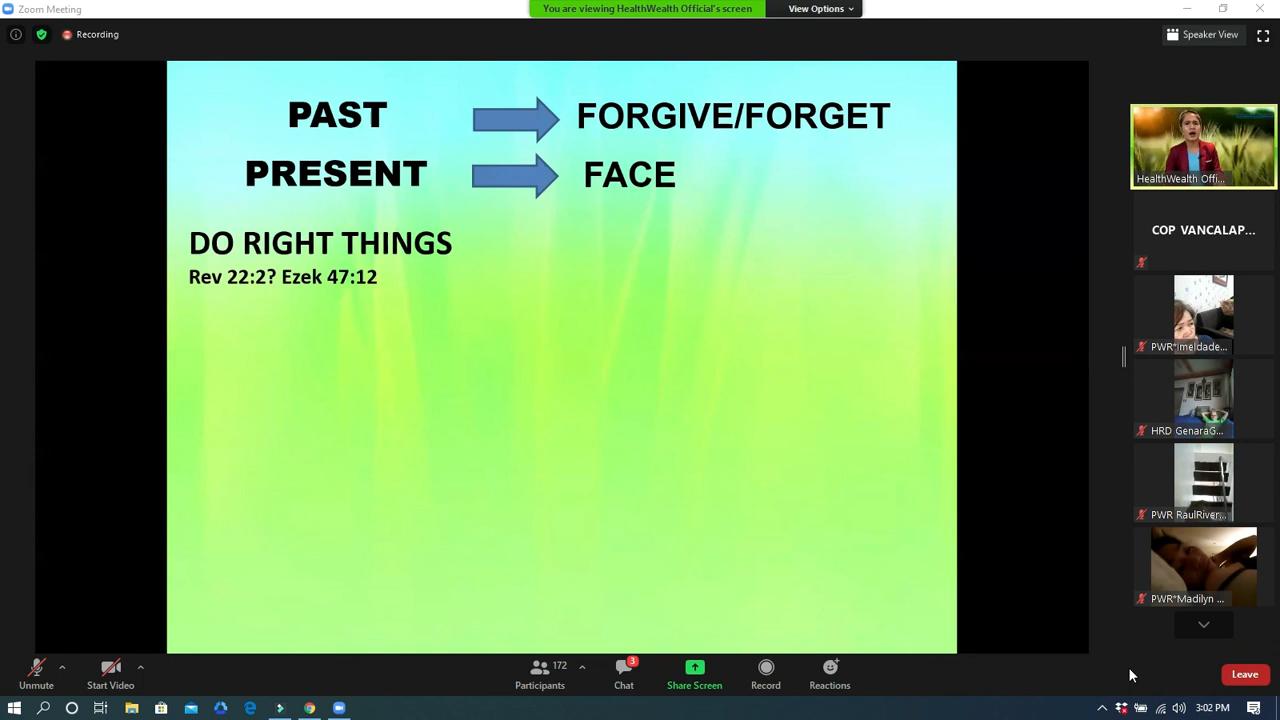 Zoom Meeting
You are viewing HealthWealth Official's screen
View Options
Recording
Speaker View
PAST
FORGIVE/FORGET
PRESENT
FACE
DO RIGHT THINGS
Rev 22:2? Ezek 47:12
HealthWealth Offi...
COP VANCALAP...
PWR*Imeldade...
HRD GenaraG...
PWR RaulRiver...
PWR*Madilyn ...
Unmute
Start Video
172
Participants
3
Chat
Share Screen
Record
Reactions
Leave
3:02 PM